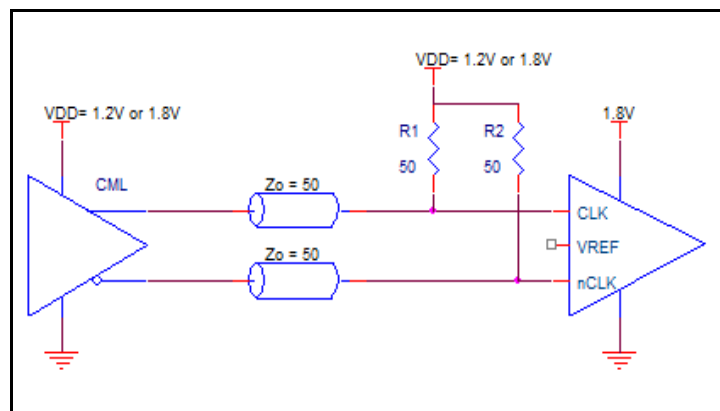 VDD= 1.2V or 1.8V
VDD= 1.2V or 1.8V
R1
R2
1.8V
50
50
CML
Zo = 50
CLK
VREF
Zo = 50
nCLK